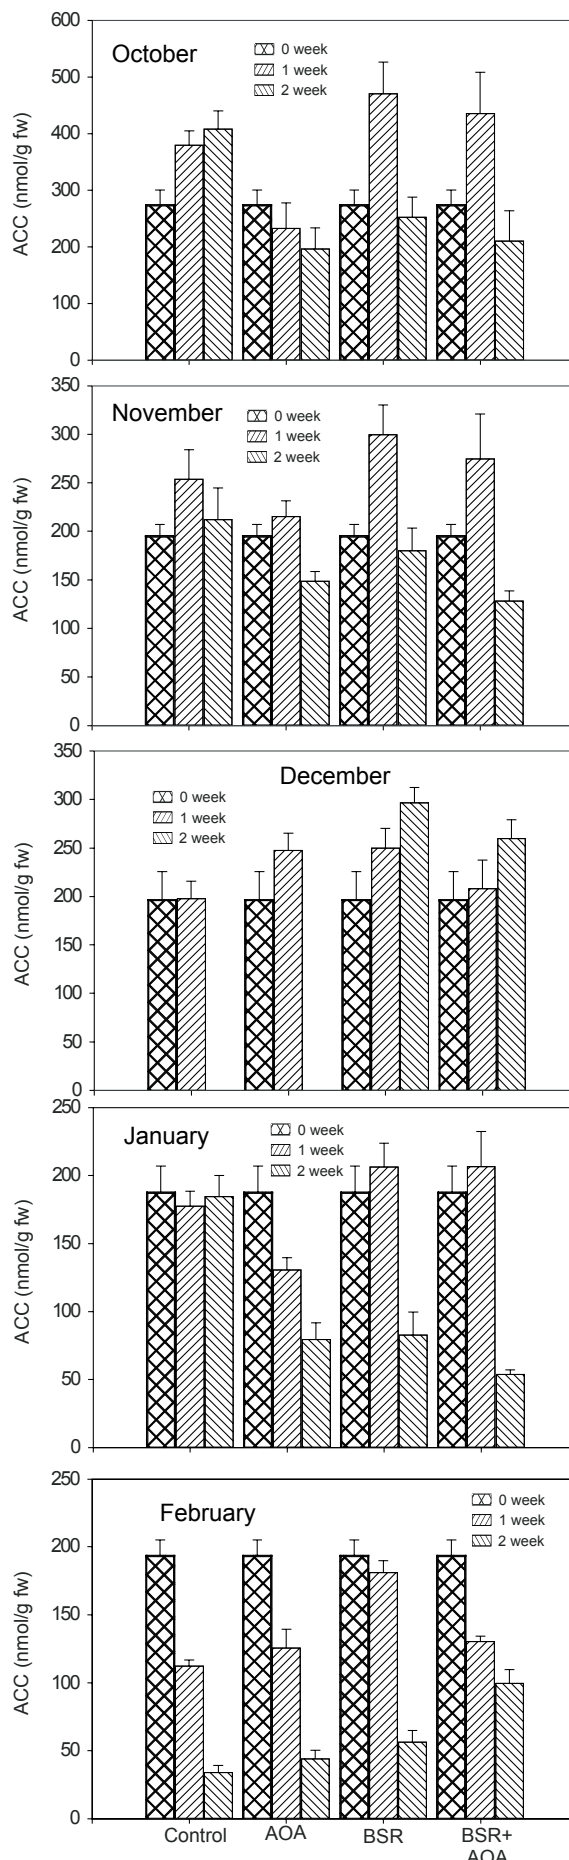 600
500
400
300
200
100
0
ACC (nmol/g fw)
October
0 week
1 week
2 week
350
300
250
200
150
100
50
0
ACC (nmol/g fw)
November
0 week
1 week
2 week
350
300
250
200
150
100
50
0
ACC (nmol/g fw)
December
0 week
1 week
2 week
250
200
150
100
50
0
ACC (nmol/g fw)
January
0 week
1 week
2 week
250
200
150
100
50
0
ACC (nmol/g fw)
February
0 week
1 week
2 week
Control
AOA
BSR
BSR+
AOA